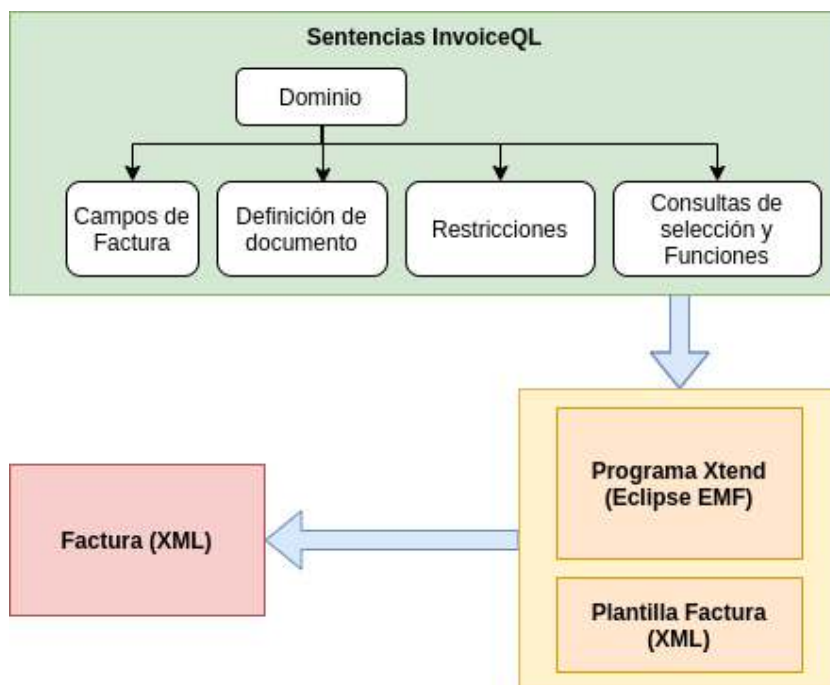 Sentencias InvoiceQL
Dominio
Campos de
Factura
Definición de
documento
Restricciones
Consultas de
selección y
Funciones
Programa Xtend
(Eclipse EMF)
Factura (XML)
Plantilla Factura
(XML)